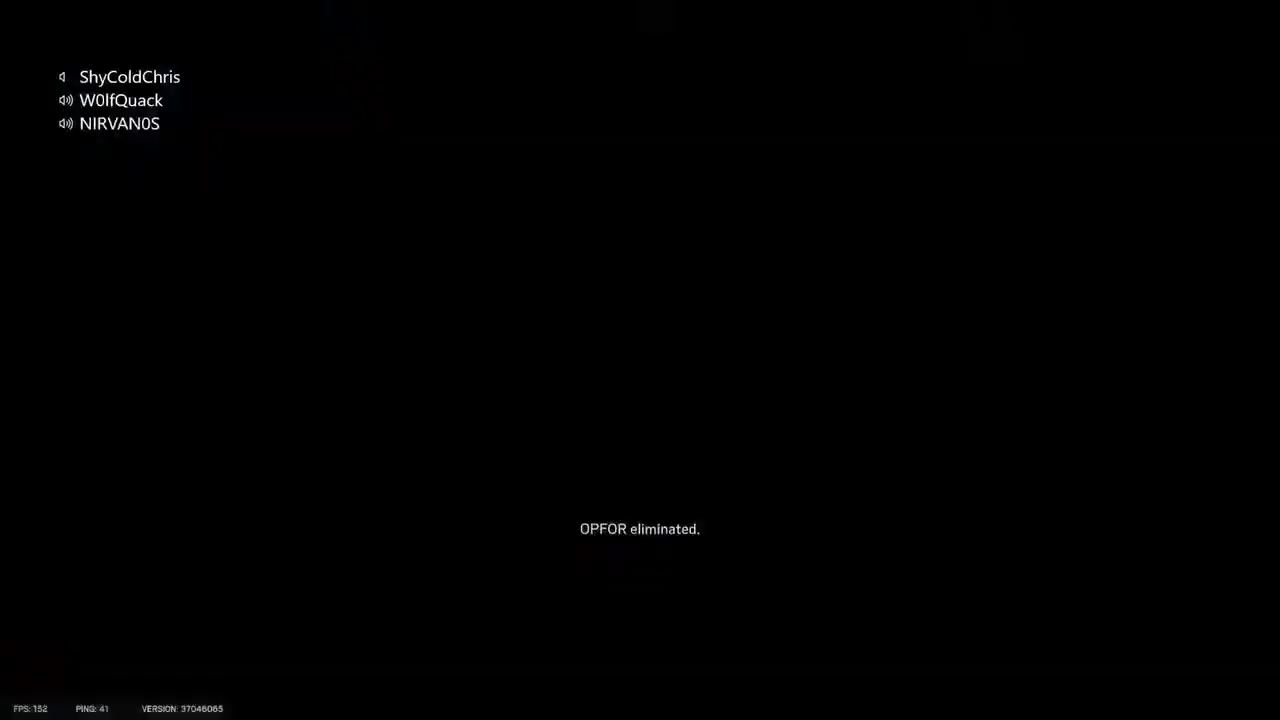 ShyColdChris
W0lfQuack
NIRVAN0S
OPFOR eliminated.
FPS: 152 PING: 41 VERSION: 37046065